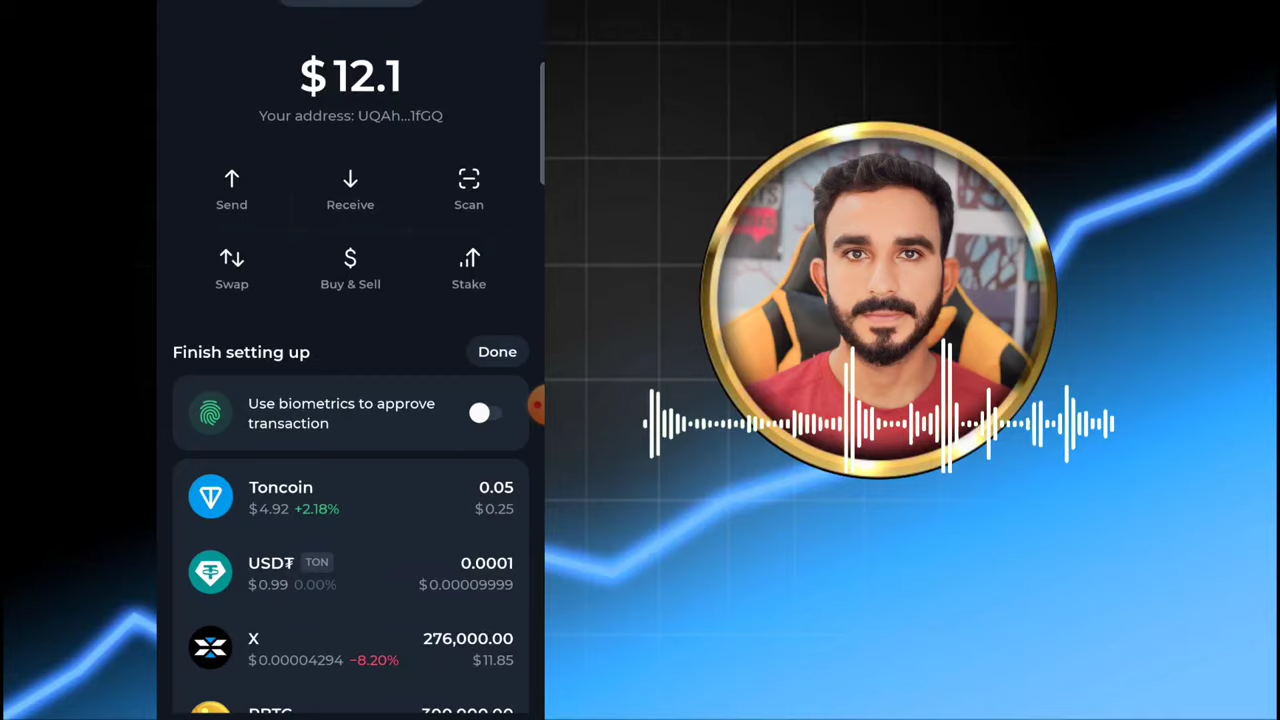 $12.1
Your address: UQAh...1fGQ
Send
Receive
Scan
Swap
Buy & Sell
Stake
Finish setting up
Done
Use biometrics to approve
transaction
Toncoin
0.05
$4.92 +2.18%
$0.25
USD₮ TON
0.0001
$0.99 0.00%
$0.00009999
X
276,000.00
$0.00004294 −8.20%
$11.85